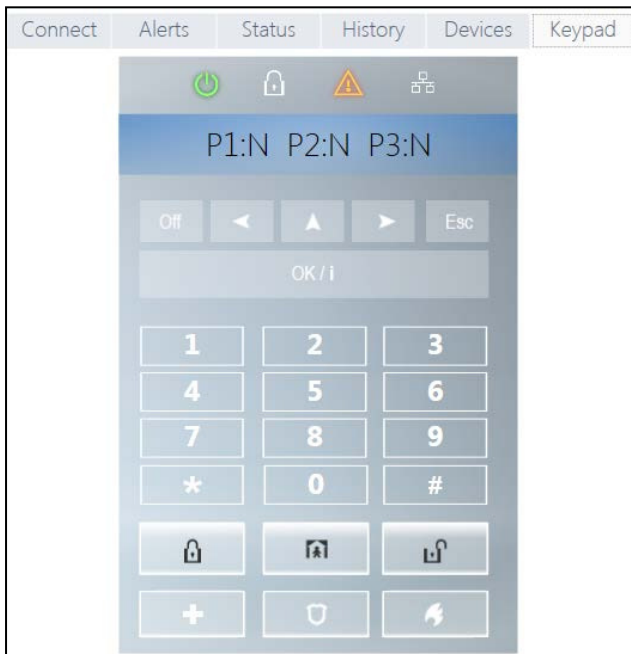 Connect Alerts Status History Devices Keypad
P1:N P2:N P3:N
Off Esc
OK / i
1 2 3
4 5 6
7 8 9
* 0 #